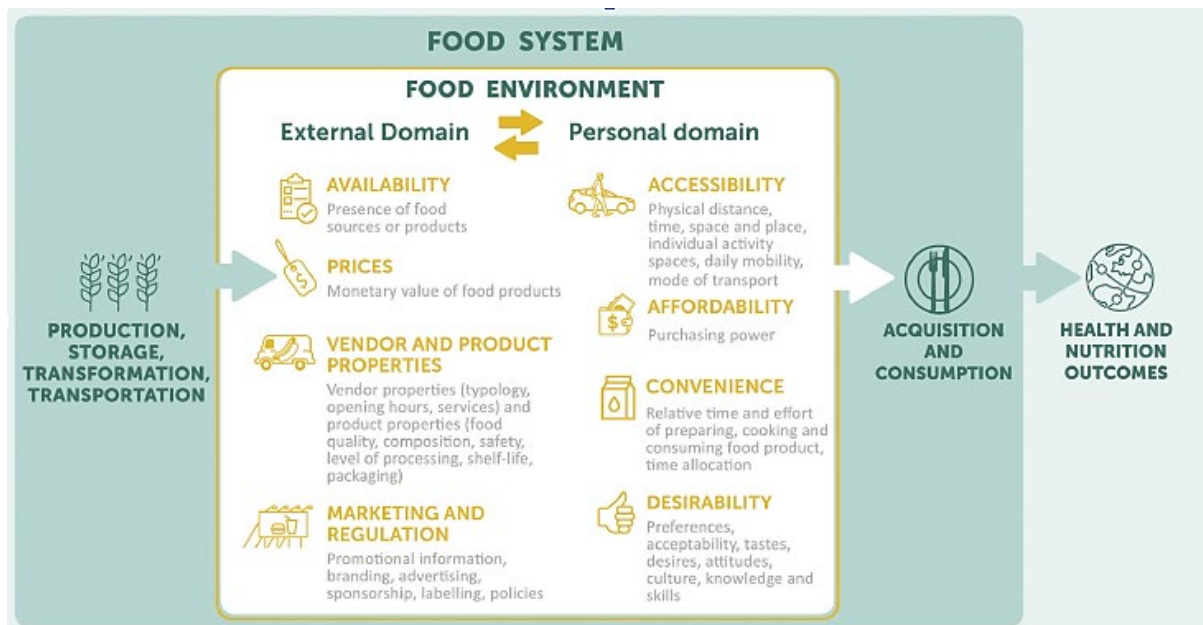 FOOD SYSTEM
FOOD ENVIRONMENT
External Domain
Personal domain
PRODUCTION,
STORAGE,
TRANSFORMATION,
TRANSPORTATION
AVAILABILITY
Presence of food
sources or products
PRICES
Monetary value of food products
VENDOR AND PRODUCT
PROPERTIES
Vendor properties (typology,
opening hours, services) and
product properties (food
quality, composition, safety,
level of processing, shelf-life,
packaging)
MARKETING AND
REGULATION
Promotional information,
branding, advertising,
sponsorship, labelling, policies
ACCESSIBILITY
Physical distance,
time, space and place,
individual activity
spaces, daily mobility,
mode of transport
AFFORDABILITY
Purchasing power
CONVENIENCE
Relative time and effort
of preparing, cooking and
consuming food product,
time allocation
DESIRABILITY
Preferences,
acceptability, tastes,
desires, attitudes,
culture, knowledge and
skills
ACQUISITION
AND
CONSUMPTION
HEALTH AND
NUTRITION
OUTCOMES